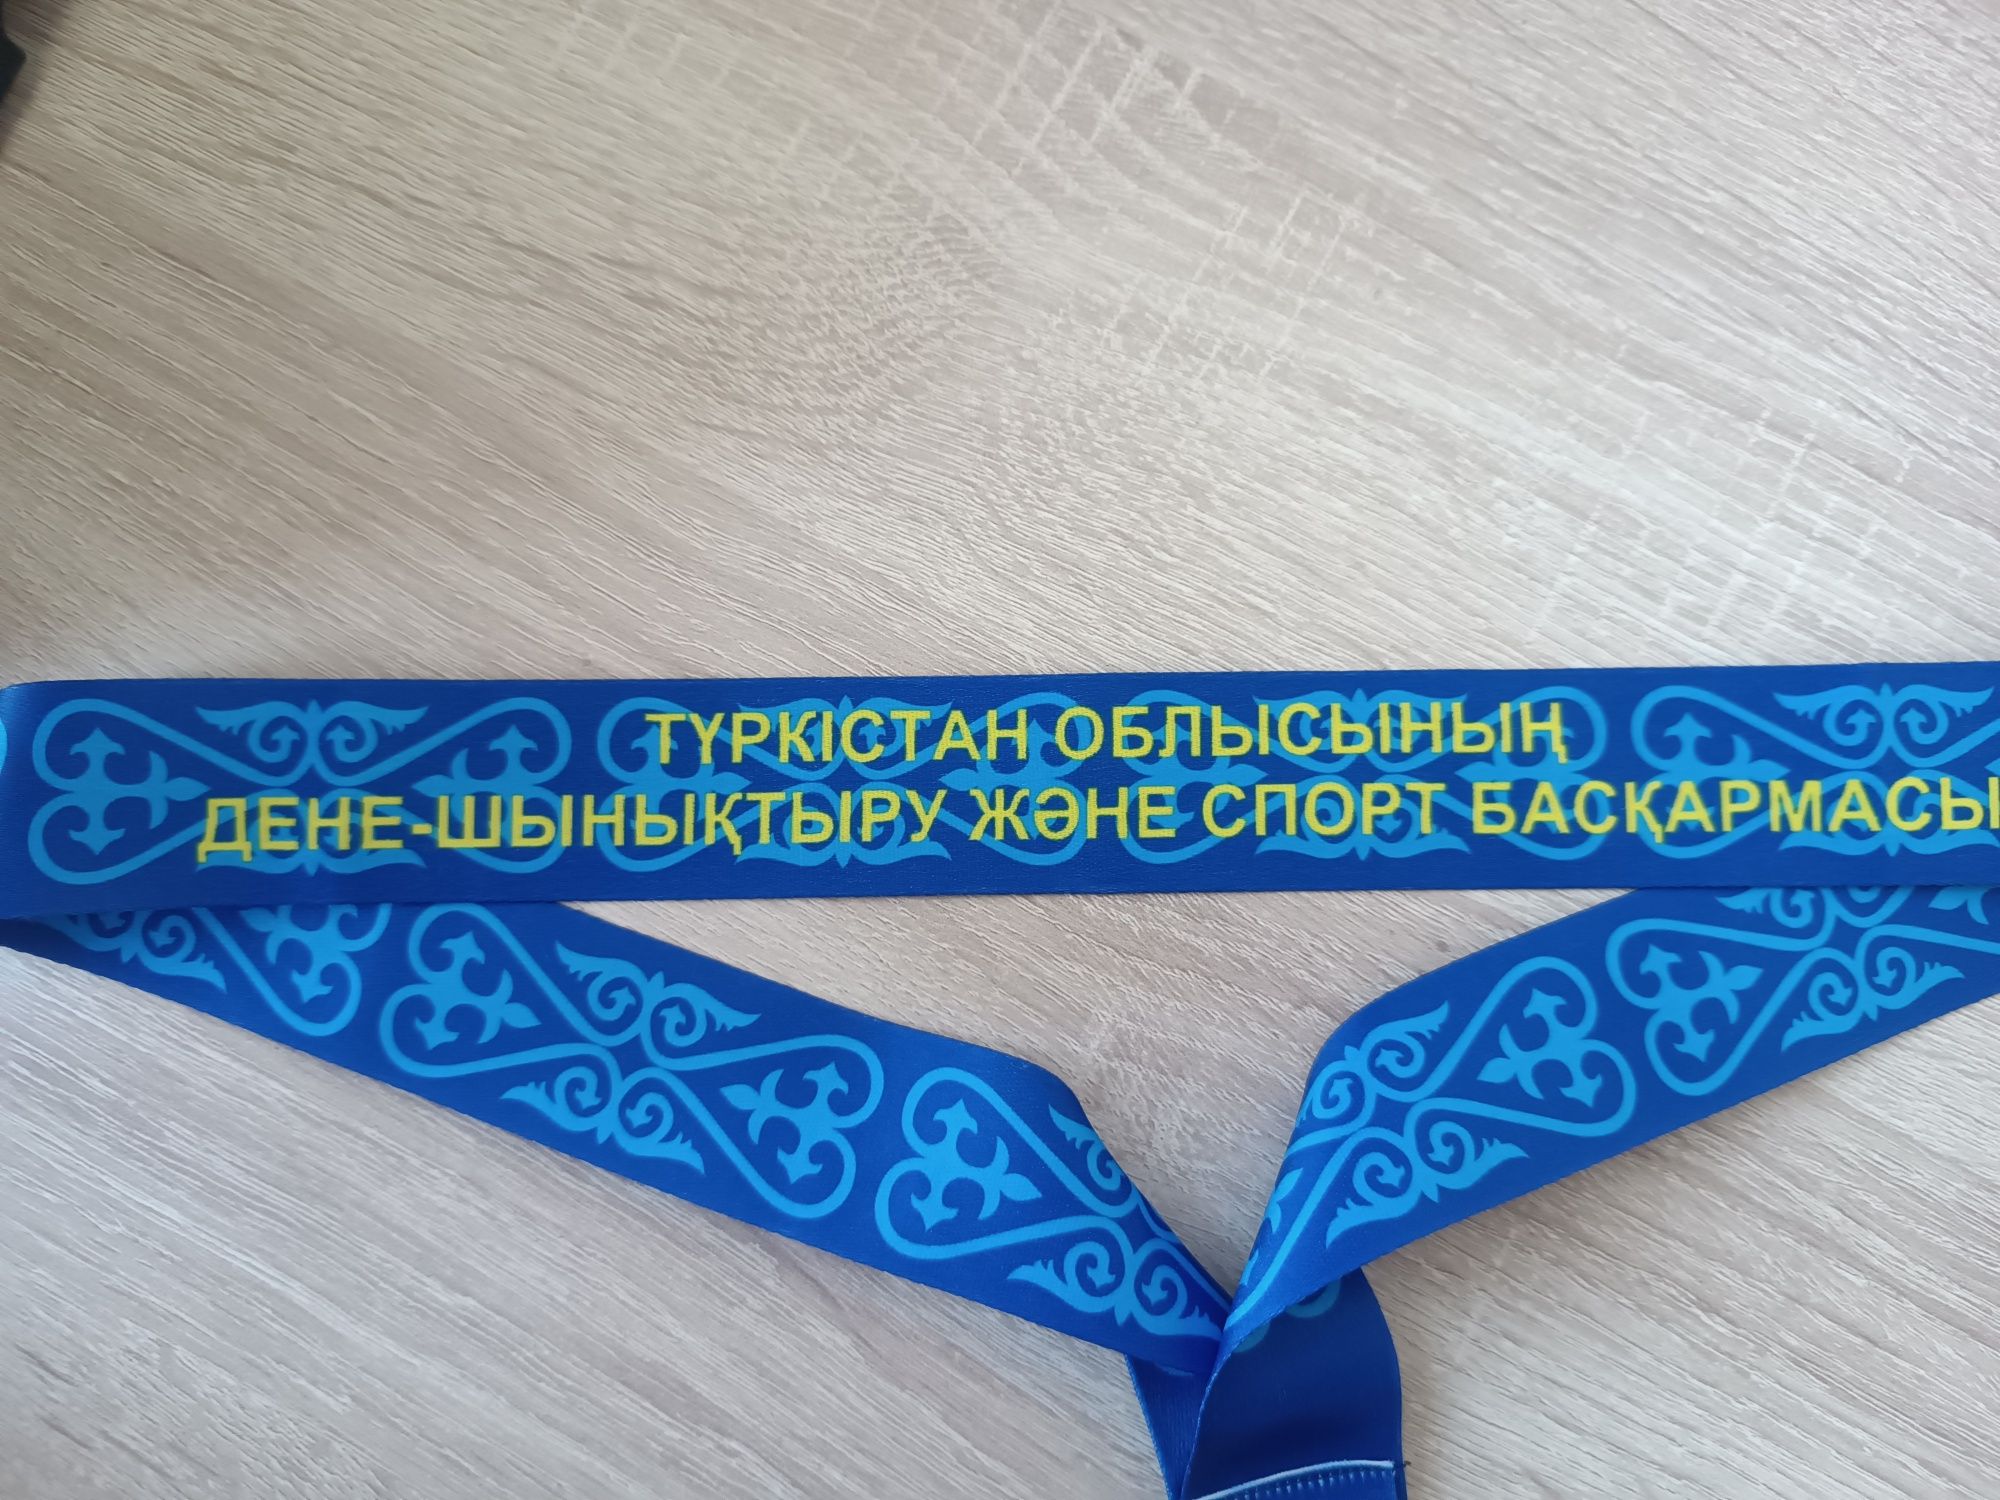 ТҮРКІСТАН ОБЛЫСЫНЫҢ
ДЕНЕ-ШЫНЫҚТЫРУ ЖӘНЕ СПОРТ БАСҚАРМАСЫ